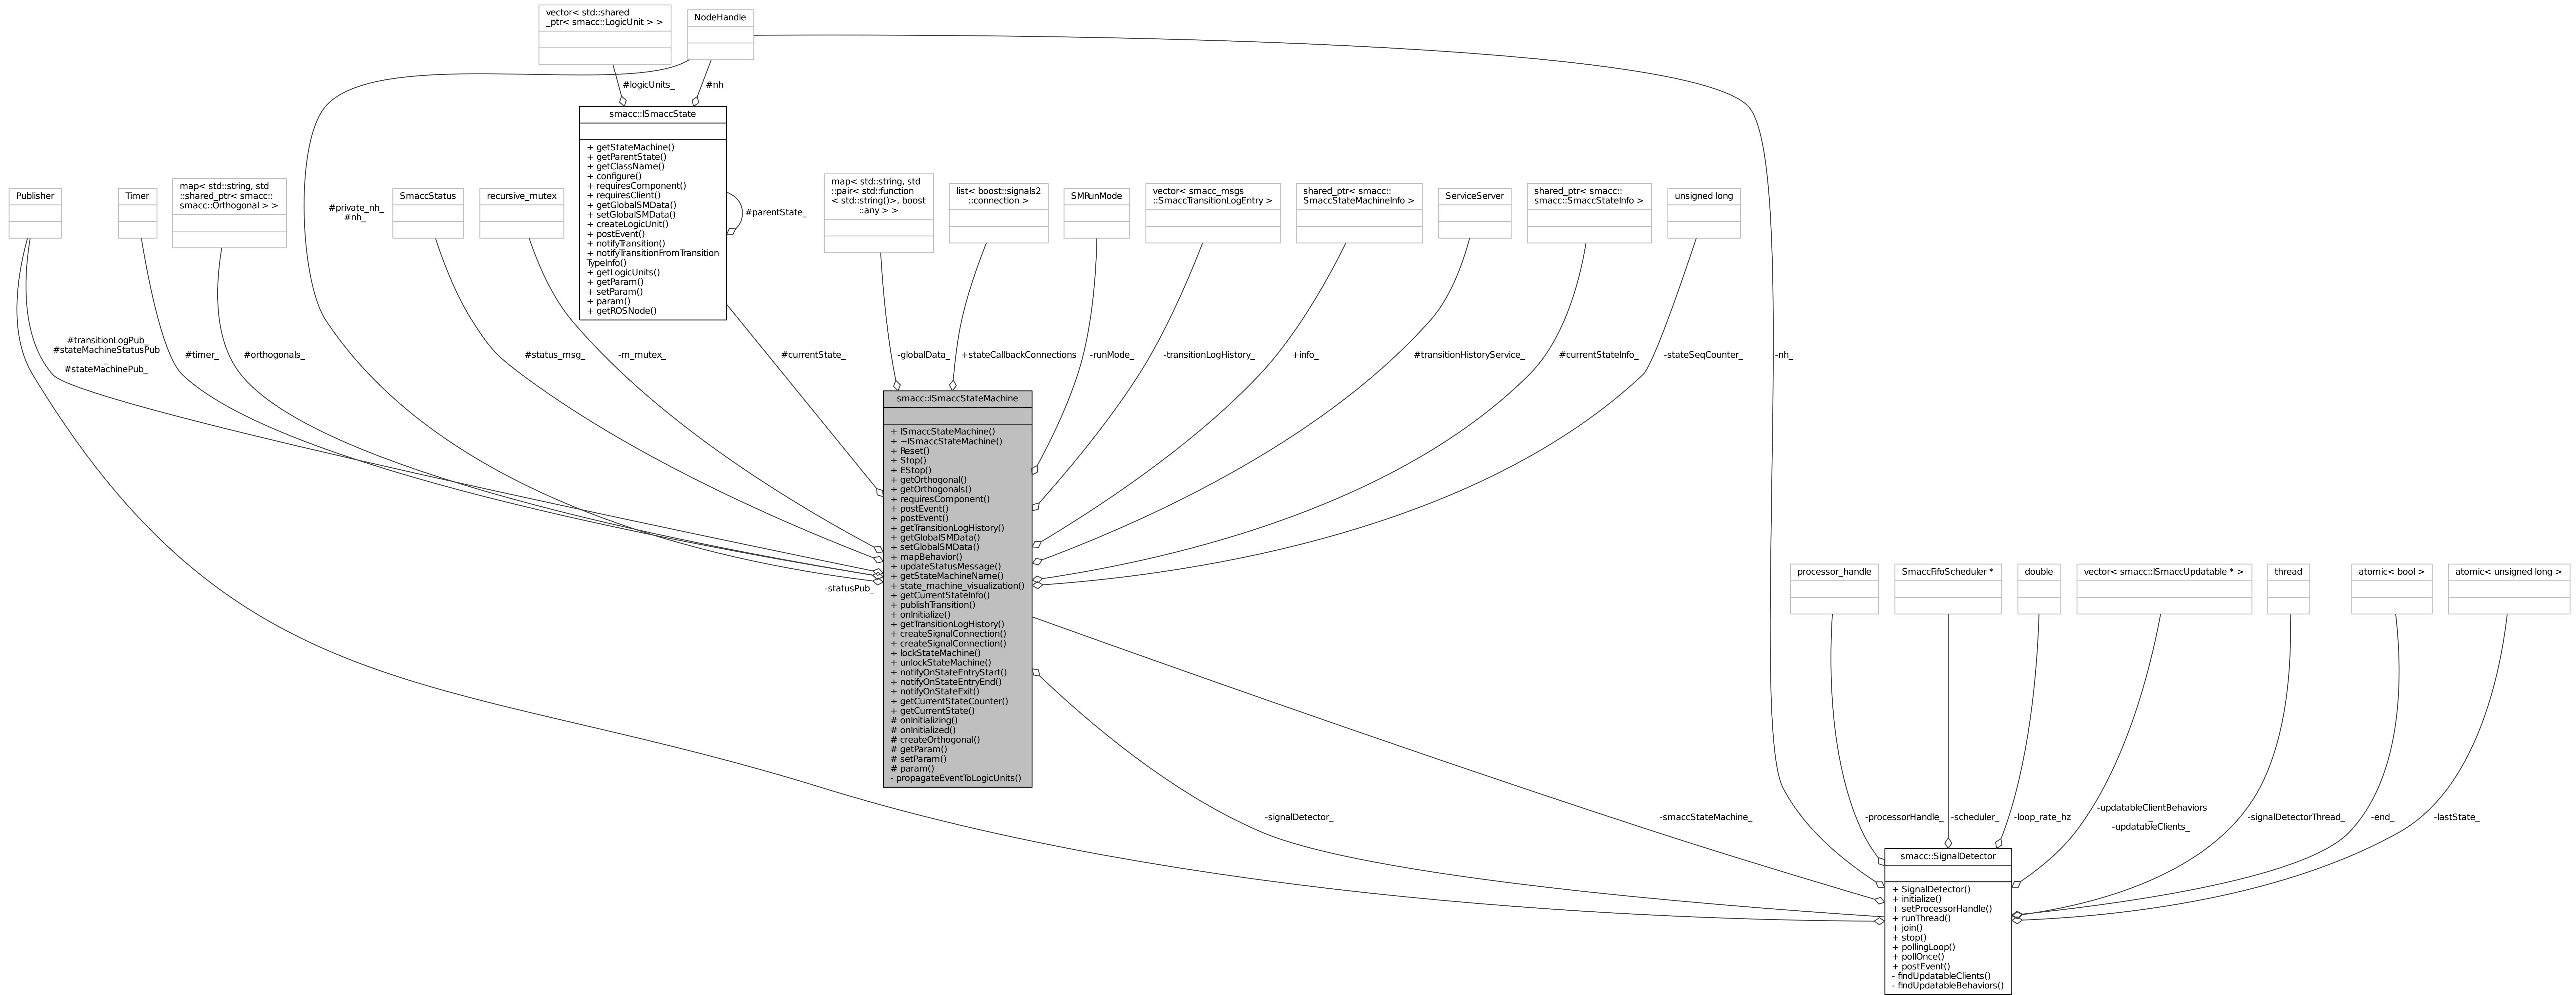 vector< std::shared
_ptr< smacc::LogicUnit > >
NodeHandle
#logicUnits_
#nh
smacc::ISmaccState
+ getStateMachine()
+ getParentState()
+ getClassName()
+ configure()
+ requiresComponent()
+ requiresClient()
+ getGlobalSMData()
+ setGlobalSMData()
+ createLogicUnit()
+ postEvent()
+ notifyTransition()
+ notifyTransitionFromTransition
TypeInfo()
+ getLogicUnits()
+ getParam()
+ setParam()
+ param()
+ getROSNode()
#parentState_
Publisher
Timer
map< std::string, std
::shared_ptr< smacc::
smacc::Orthogonal > >
#private_nh_
#nh_
SmaccStatus
recursive_mutex
map< std::string, std
::pair< std::function
< std::string()>, boost
::any > >
list< boost::signals2
::connection >
SMRunMode
vector< smacc_msgs
::SmaccTransitionLogEntry >
shared_ptr< smacc::
SmaccStateMachineInfo >
ServiceServer
shared_ptr< smacc::
smacc::SmaccStateInfo >
unsigned long
#transitionLogPub_
#stateMachineStatusPub
_
#stateMachinePub_
#timer_
#orthogonals_
#status_msg_
-m_mutex_
#currentState_
-globalData_
+stateCallbackConnections
-runMode_
-transitionLogHistory_
+info_
#transitionHistoryService_
#currentStateInfo_
-stateSeqCounter_
-nh_
smacc::ISmaccStateMachine
+ ISmaccStateMachine()
+ ~ISmaccStateMachine()
+ Reset()
+ Stop()
+ EStop()
+ getOrthogonal()
+ getOrthogonals()
+ requiresComponent()
+ postEvent()
+ postEvent()
+ getTransitionLogHistory()
+ getGlobalSMData()
+ setGlobalSMData()
+ mapBehavior()
+ updateStatusMessage()
+ getStateMachineName()
+ state_machine_visualization()
+ getCurrentStateInfo()
+ publishTransition()
+ onInitialize()
+ getTransitionLogHistory()
+ createSignalConnection()
+ createSignalConnection()
+ lockStateMachine()
+ unlockStateMachine()
+ notifyOnStateEntryStart()
+ notifyOnStateEntryEnd()
+ notifyOnStateExit()
+ getCurrentStateCounter()
+ getCurrentState()
# onInitializing()
# onInitialized()
# createOrthogonal()
# getParam()
# setParam()
# param()
- propagateEventToLogicUnits()
-statusPub_
processor_handle
SmaccFifoScheduler *
double
vector< smacc::ISmaccUpdatable * >
thread
atomic< bool >
atomic< unsigned long >
-signalDetector_
-smaccStateMachine_
-processorHandle_
-scheduler_
-loop_rate_hz
-updatableClientBehaviors
_
-updatableClients_
-signalDetectorThread_
-end_
-lastState_
smacc::SignalDetector
+ SignalDetector()
+ initialize()
+ setProcessorHandle()
+ runThread()
+ join()
+ stop()
+ pollingLoop()
+ pollOnce()
+ postEvent()
- findUpdatableClients()
- findUpdatableBehaviors()